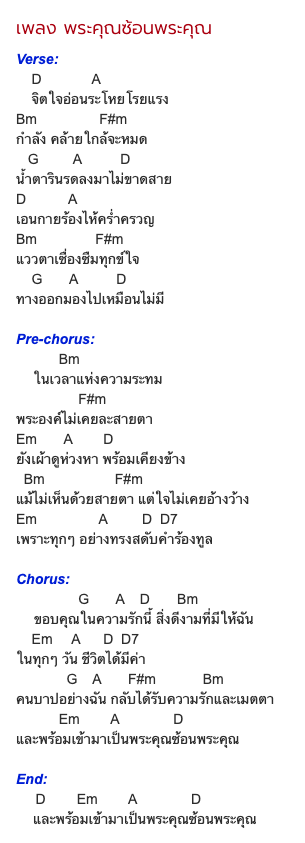 เพลง พระคุณซ้อนพระคุณ
Verse:
D A
จิตใจอ่อนระโหยโรยแรง
Bm F#m
กำลัง คล้ายใกล้จะหมด
G A D
น้ำตารินรดลงมาไม่ขาดสาย
D A
เอนกายร้องไห้คร่ำครวญ
Bm F#m
แววตาเซื่องซึมทุกข์ใจ
G A D
ทางออกมองไปเหมือนไม่มี
Pre-chorus:
Bm
ในเวลาแห่งความระทม
F#m
พระองค์ไม่เคยละสายตา
Em A D
ยังเผ้าดูห่วงหา พร้อมเคียงข้าง
Bm F#m
แม้ไม่เห็นด้วยสายตา แต่ใจไม่เคยอ้างว้าง
Em A D D7
เพราะทุกๆ อย่างทรงสดับคำร้องทูล
Chorus:
G A D Bm
ขอบคุณในความรักนี้ สิ่งดีงามที่มีให้ฉัน
Em A D D7
ในทุกๆ วัน ชีวิตได้มีค่า
G A F#m Bm
คนบาปอย่างฉัน กลับได้รับความรักและเมตตา
Em A D
และพร้อมเข้ามาเป็นพระคุณซ้อนพระคุณ
End:
D Em A D
และพร้อมเข้ามาเป็นพระคุณซ้อนพระคุณ